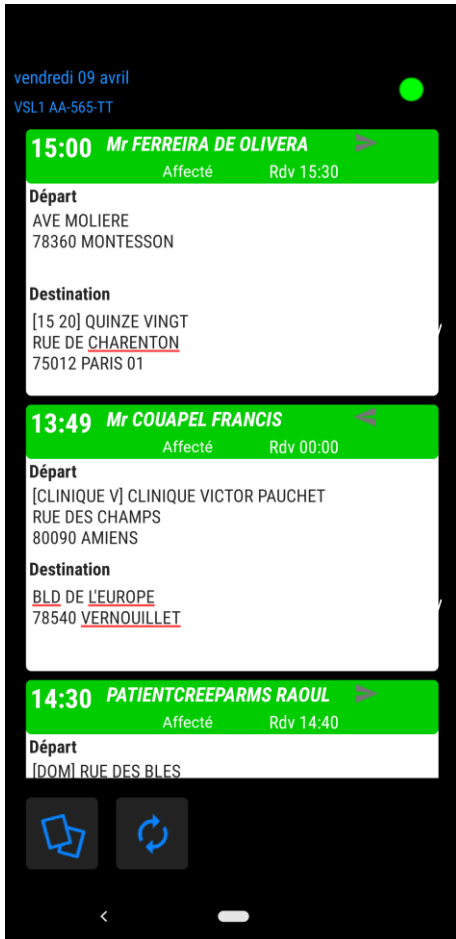 vendredi 09 avril
VSL1 AA-565-TT
15:00 Mr FERREIRA DE OLIVERA
Affecté Rdv 15:30
Départ
AVE MOLIERE
78360 MONTESSON
Destination
[15 20] QUINZE VINGT
RUE DE CHARENTON
75012 PARIS 01
13:49 Mr COUAPEL FRANCIS
Affecté Rdv 00:00
Départ
[CLINIQUE V] CLINIQUE VICTOR PAUCHET
RUE DES CHAMPS
80090 AMIENS
Destination
BLD DE L'EUROPE
78540 VERNOUILLET
14:30 PATIENTCREEPARMS RAOUL
Affecté Rdv 14:40
Départ
[DOM] RUE DES BLES